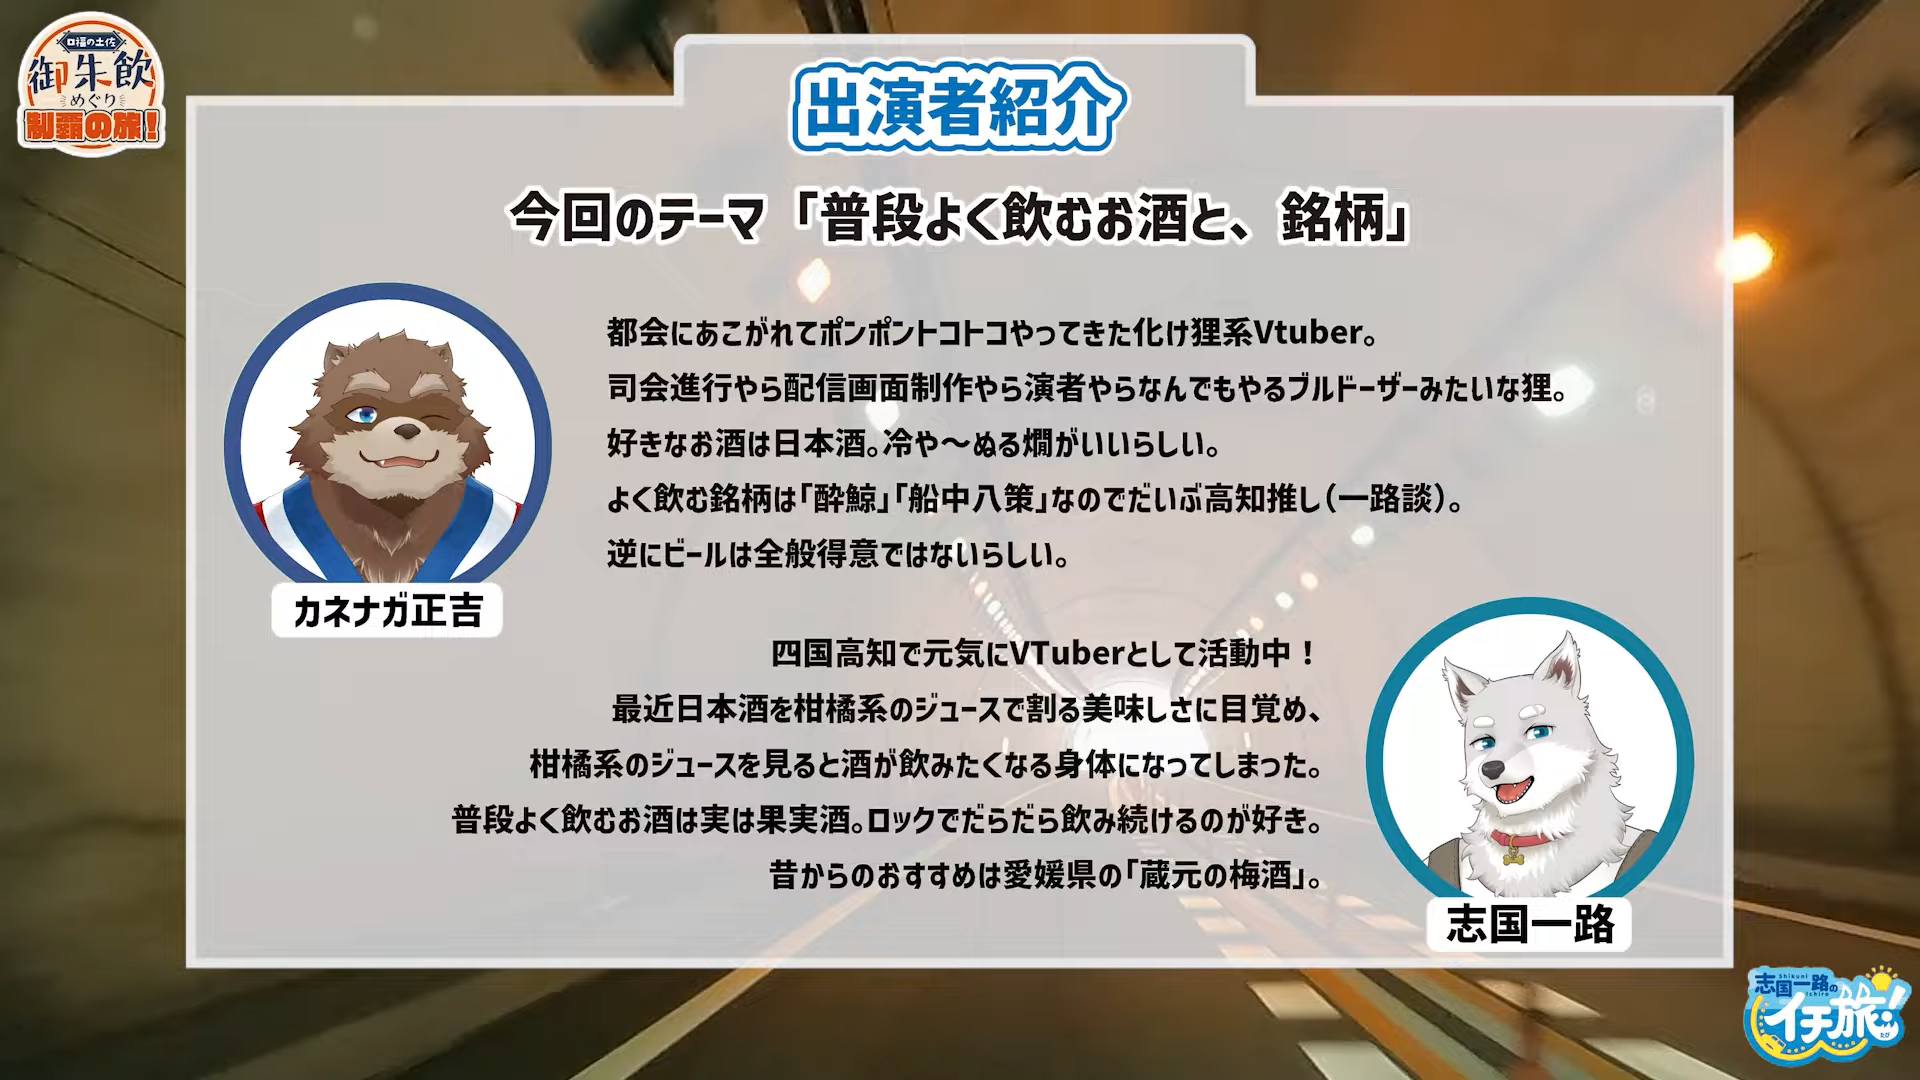 口福の土佐
御朱飲
めぐり
制覇の旅！
出演者紹介
今回のテーマ「普段よく飲むお酒と、銘柄」
都会にあこがれてポンポントコトコやってきた化け狸系Vtuber。
司会進行やら配信画面制作やら演者やらなんでもやるブルドーザーみたいな狸。
好きなお酒は日本酒。冷や～ぬる燗がいいらしい。
よく飲む銘柄は「酔鯨」「船中八策」なのでだいぶ高知推し（一路談）。
逆にビールは全般得意ではないらしい。
カネナガ正吉
四国高知で元気にVTuberとして活動中！
最近日本酒を柑橘系のジュースで割る美味しさに目覚め、
柑橘系のジュースを見ると酒が飲みたくなる身体になってしまった。
普段よく飲むお酒は実は果実酒。ロックでだらだら飲み続けるのが好き。
昔からのおすすめは愛媛県の「蔵元の梅酒」。
志国一路
Shikuni Ichiro
志国一路の
イチ旅！
たび